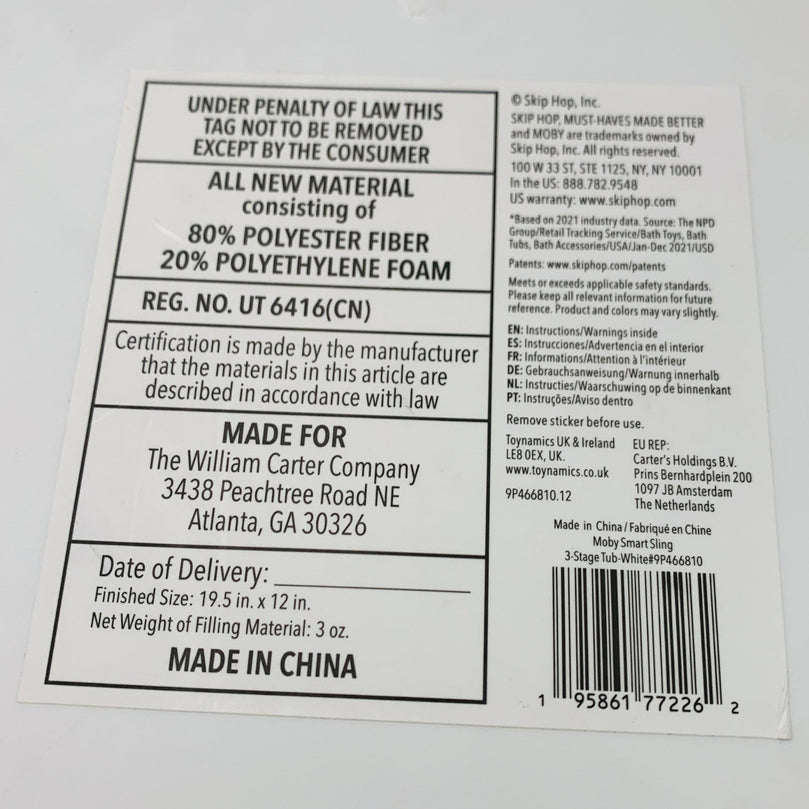 UNDER PENALTY OF LAW THIS
TAG NOT TO BE REMOVED
EXCEPT BY THE CONSUMER
ALL NEW MATERIAL
consisting of
80% POLYESTER FIBER
20% POLYETHYLENE FOAM
REG. NO. UT 6416(CN)
Certification is made by the manufacturer
that the materials in this article are
described in accordance with law
MADE FOR
The William Carter Company
3438 Peachtree Road NE
Atlanta, GA 30326
Date of Delivery:
Finished Size: 19.5 in. x 12 in.
Net Weight of Filling Material: 3 oz.
MADE IN CHINA
© Skip Hop, Inc.
SKIP HOP, MUST-HAVES MADE BETTER
and MOBY are trademarks owned by
Skip Hop, Inc. All rights reserved.
100 W 33 ST, STE 1125, NY, NY 10001
In the US: 888.782.9548
US warranty: www.skiphop.com
*Based on 2021 industry data. Source: The NPD
Group/Retail Tracking Service/Bath Toys, Bath
Tubs, Bath Accessories/USA/Jan-Dec 2021/USD
Patents: www.skiphop.com/patents
Meets or exceeds applicable safety standards.
Please keep all relevant information for future
reference. Product and colors may vary slightly.
EN: Instructions/Warnings inside
ES: Instrucciones/Advertencia en el interior
FR: Informations/Attention à l'intérieur
DE: Gebrauchsanweisung/Warnung innerhalb
NL: Instructies/Waarschuwing op de binnenkant
PT: Instruções/Aviso dentro
Remove sticker before use.
Toynamics UK & Ireland
LE8 0EX, UK.
www.toynamics.co.uk
9P466810.12
EU REP:
Carter's Holdings B.V.
Prins Bernhardplein 200
1097 JB Amsterdam
The Netherlands
Made in China / Fabriqué en Chine
Moby Smart Sling
3-Stage Tub-White#9P466810
1 95861 77226 2